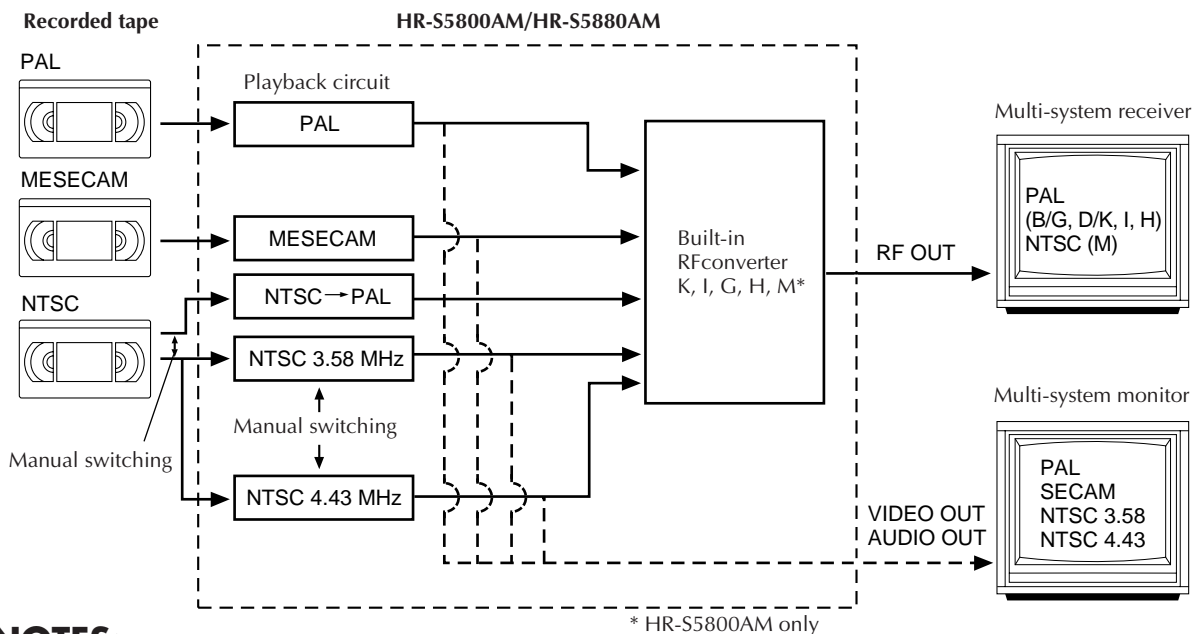 Recorded tape
HR-S5800AM/HR-S5880AM
PAL
Playback circuit
PAL
MESECAM
MESECAM
NTSC
NTSC→PAL
NTSC 3.58 MHz
Manual switching
Manual switching
NTSC 4.43 MHz
Built-in
RFconverter
K, I, G, H, M*
RF OUT
Multi-system receiver
PAL
(B/G, D/K, I, H)
NTSC (M)
Multi-system monitor
PAL
SECAM
NTSC 3.58
NTSC 4.43
VIDEO OUT
AUDIO OUT
* HR-S5800AM only
NOTES